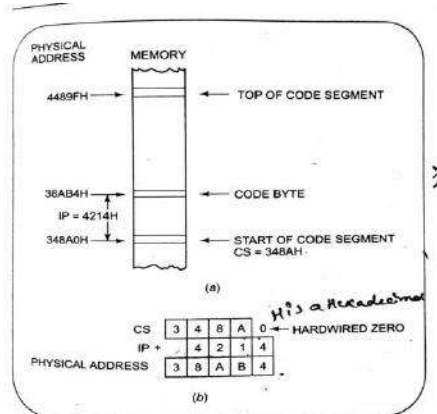 PHYSICAL ADDRESS
MEMORY
4489FH
TOP OF CODE SEGMENT
38AB4H
CODE BYTE
IP = 4214H
348A0H
START OF CODE SEGMENT
CS = 348AH
(a)
H is a Hexadecimal
CS 3 4 8 A 0 HARDWIRED ZERO
IP + 4 2 1 4
PHYSICAL ADDRESS 3 8 A B 4
(b)